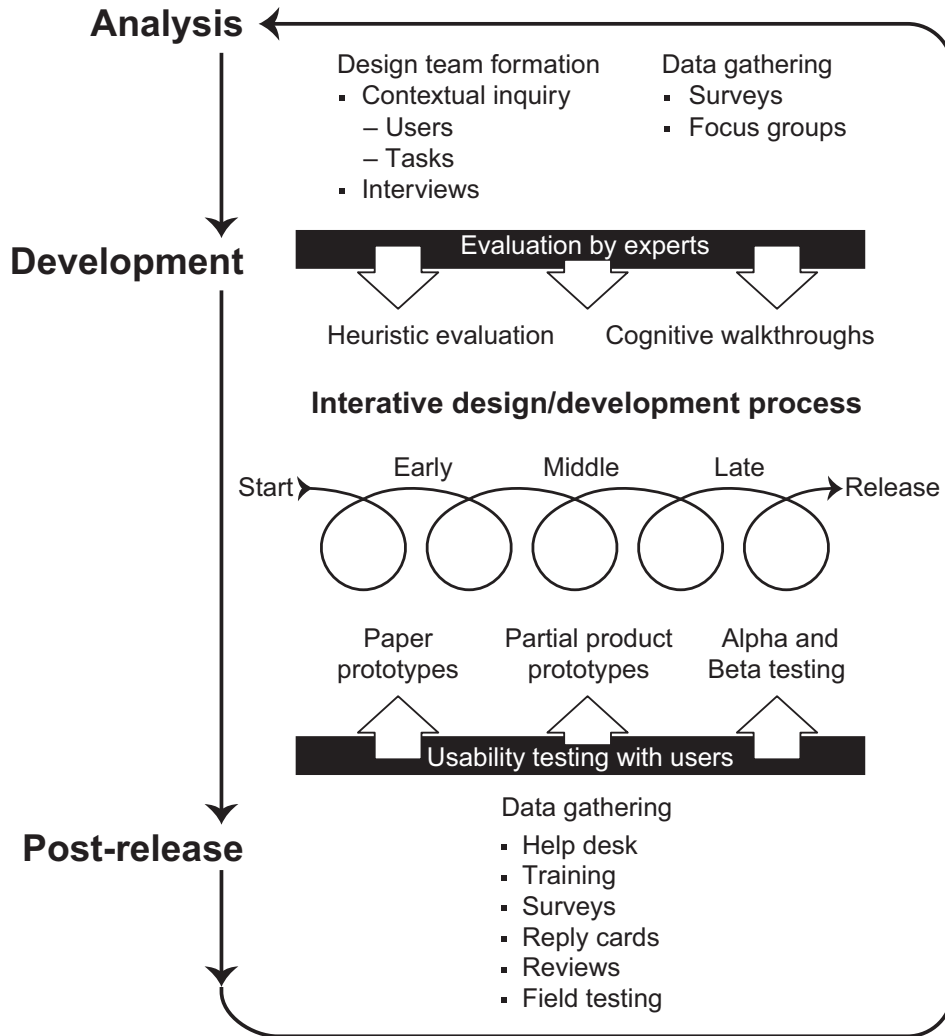 Analysis
Design team formation
▪ Contextual inquiry
– Users
– Tasks
▪ Interviews
Data gathering
▪ Surveys
▪ Focus groups
Development
Evaluation by experts
Heuristic evaluation
Cognitive walkthroughs
Interative design/development process
Start
Early
Middle
Late
Release
Paper
prototypes
Partial product
prototypes
Alpha and
Beta testing
Usability testing with users
Post-release
Data gathering
▪ Help desk
▪ Training
▪ Surveys
▪ Reply cards
▪ Reviews
▪ Field testing